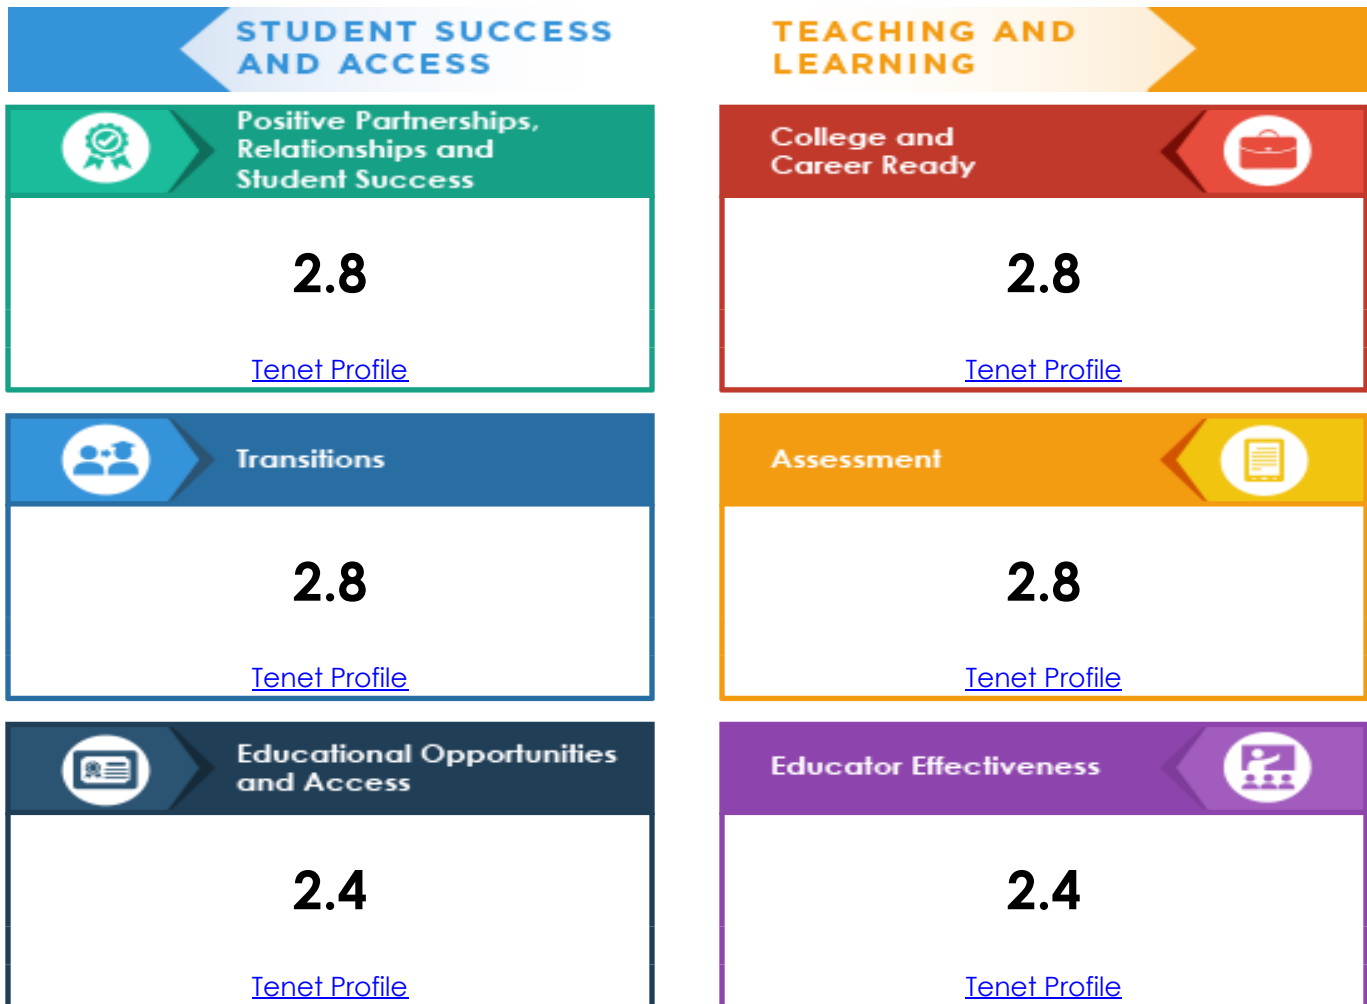 STUDENT SUCCESS
AND ACCESS
TEACHING AND
LEARNING
Positive Partnerships,
Relationships and
Student Success
2.8
Tenet Profile
College and
Career Ready
2.8
Tenet Profile
Transitions
2.8
Tenet Profile
Assessment
2.8
Tenet Profile
Educational Opportunities
and Access
2.4
Tenet Profile
Educator Effectiveness
2.4
Tenet Profile